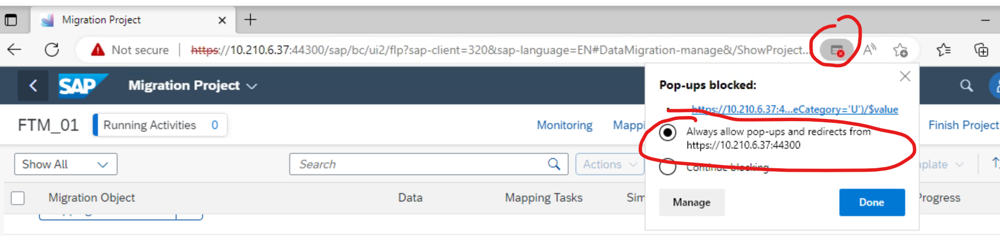 Migration Project
Not secure | https://10.210.6.37:44300/sap/bc/ui2/flp?sap-client=320&sap-language=EN#DataMigration-manage&/ShowProject...
SAP Migration Project
Pop-ups blocked:
https://10.210.6.37:4...eCategory='U')/$value
FTM_01 Running Activities 0 Monitoring Mappi Finish Project
Always allow pop-ups and redirects from
https://10.210.6.37:44300
Show All Search Actions Continue blocking mplate
Migration Object Data Mapping Tasks Sim Progress
Manage Done